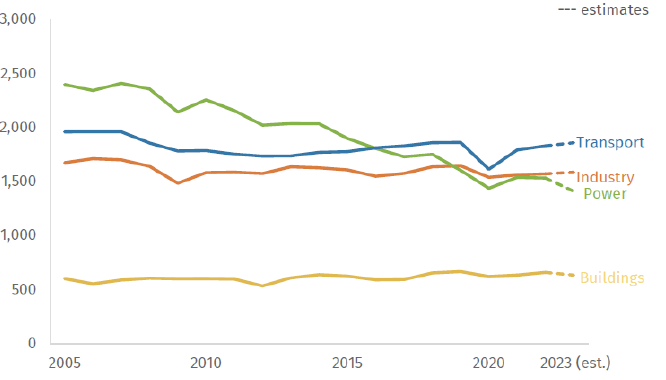 --- estimates
3,000
2,500
2,000
1,500
1,000
500
0
Transport
Industry
Power
Buildings
2005 2010 2015 2020 2023 (est.)